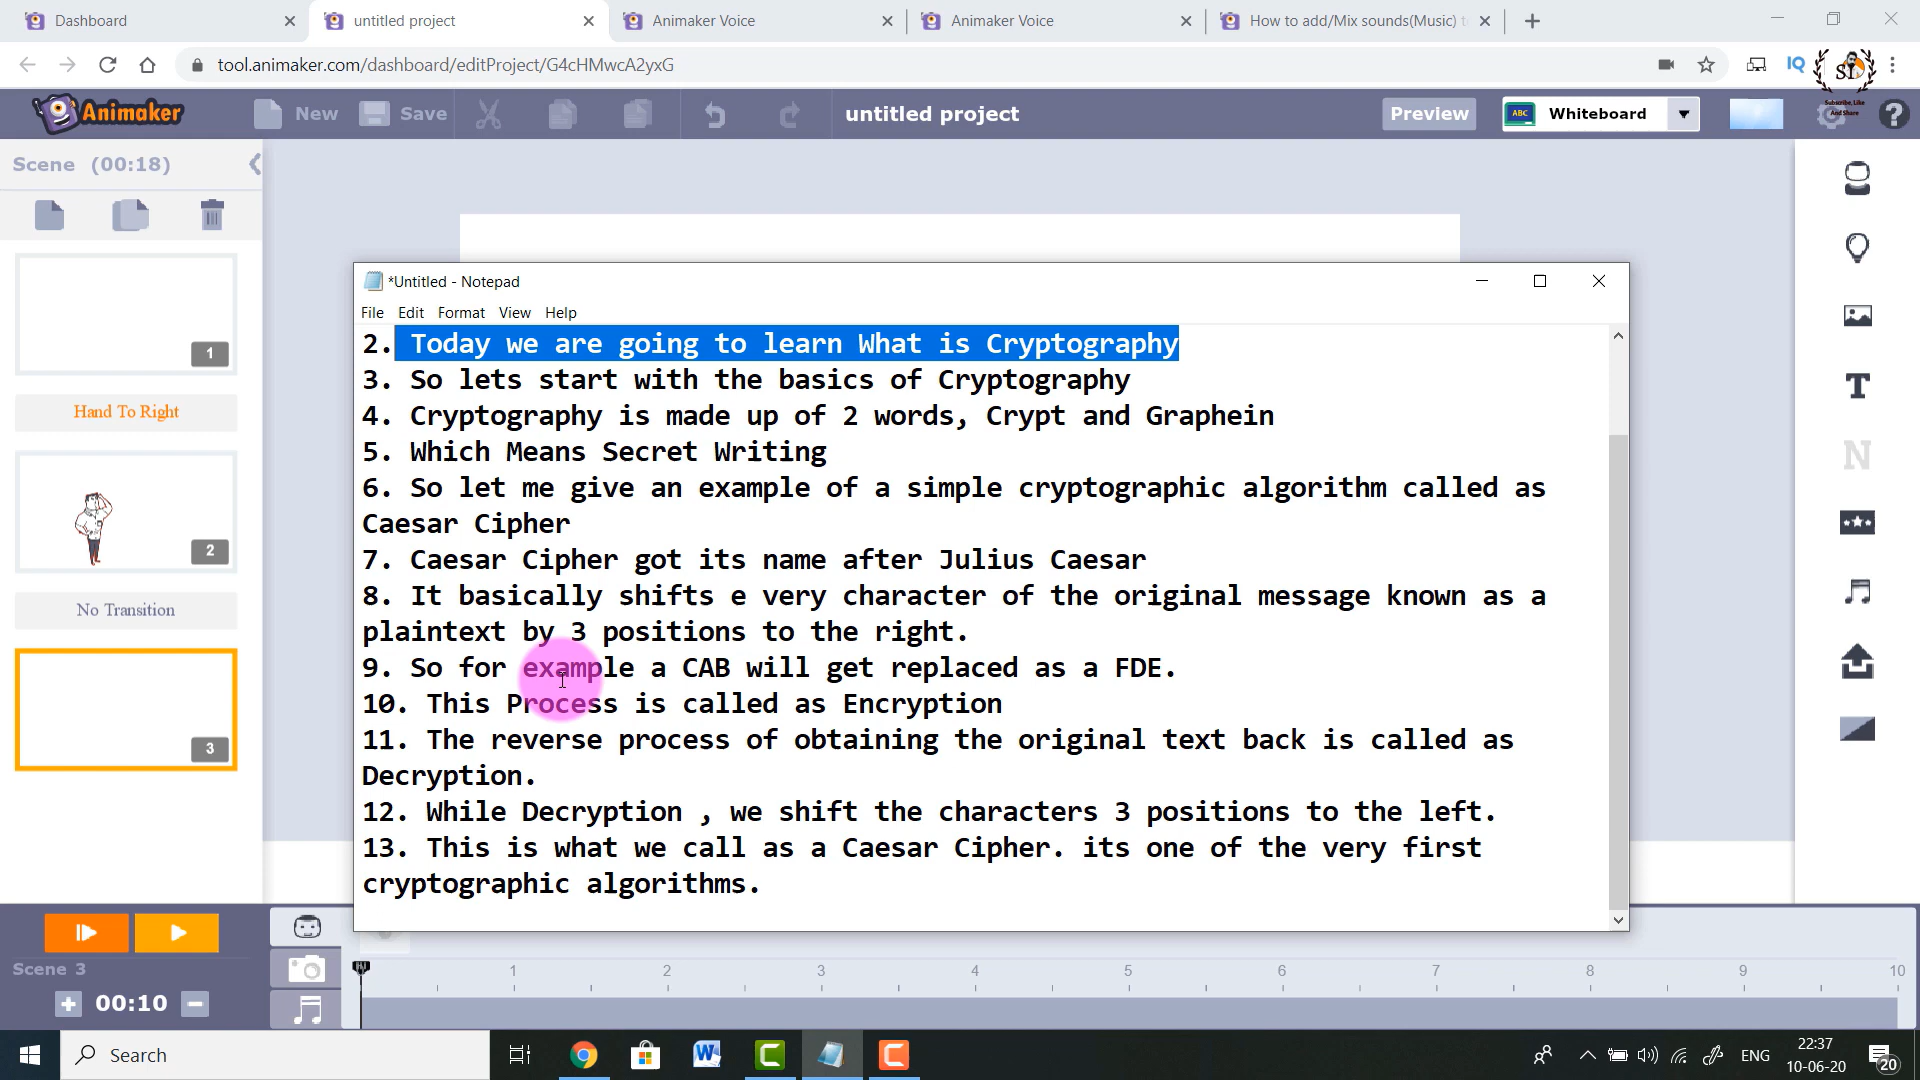 Dashboard
untitled project
Animaker Voice
Animaker Voice
How to add/Mix sounds(Music) t
tool.animaker.com/dashboard/editProject/G4cHMwcA2yxG
IQ
SI
Subscribe, Like
And Share
Animaker
New
Save
untitled project
Preview
ABC
Whiteboard
?
Scene (00:18)
1
Hand To Right
2
No Transition
3
*Untitled - Notepad
File Edit Format View Help
2. Today we are going to learn What is Cryptography
3. So lets start with the basics of Cryptography
4. Cryptography is made up of 2 words, Crypt and Graphein
5. Which Means Secret Writing
6. So let me give an example of a simple cryptographic algorithm called as
Caesar Cipher
7. Caesar Cipher got its name after Julius Caesar
8. It basically shifts e very character of the original message known as a
plaintext by 3 positions to the right.
9. So for example a CAB will get replaced as a FDE.
10. This Process is called as Encryption
11. The reverse process of obtaining the original text back is called as
Decryption.
12. While Decryption , we shift the characters 3 positions to the left.
13. This is what we call as a Caesar Cipher. its one of the very first
cryptographic algorithms.
T
N
Scene 3
00:10
1 2 3 4 5 6 7 8 9 10
Search
ENG
22:37
10-06-20
20